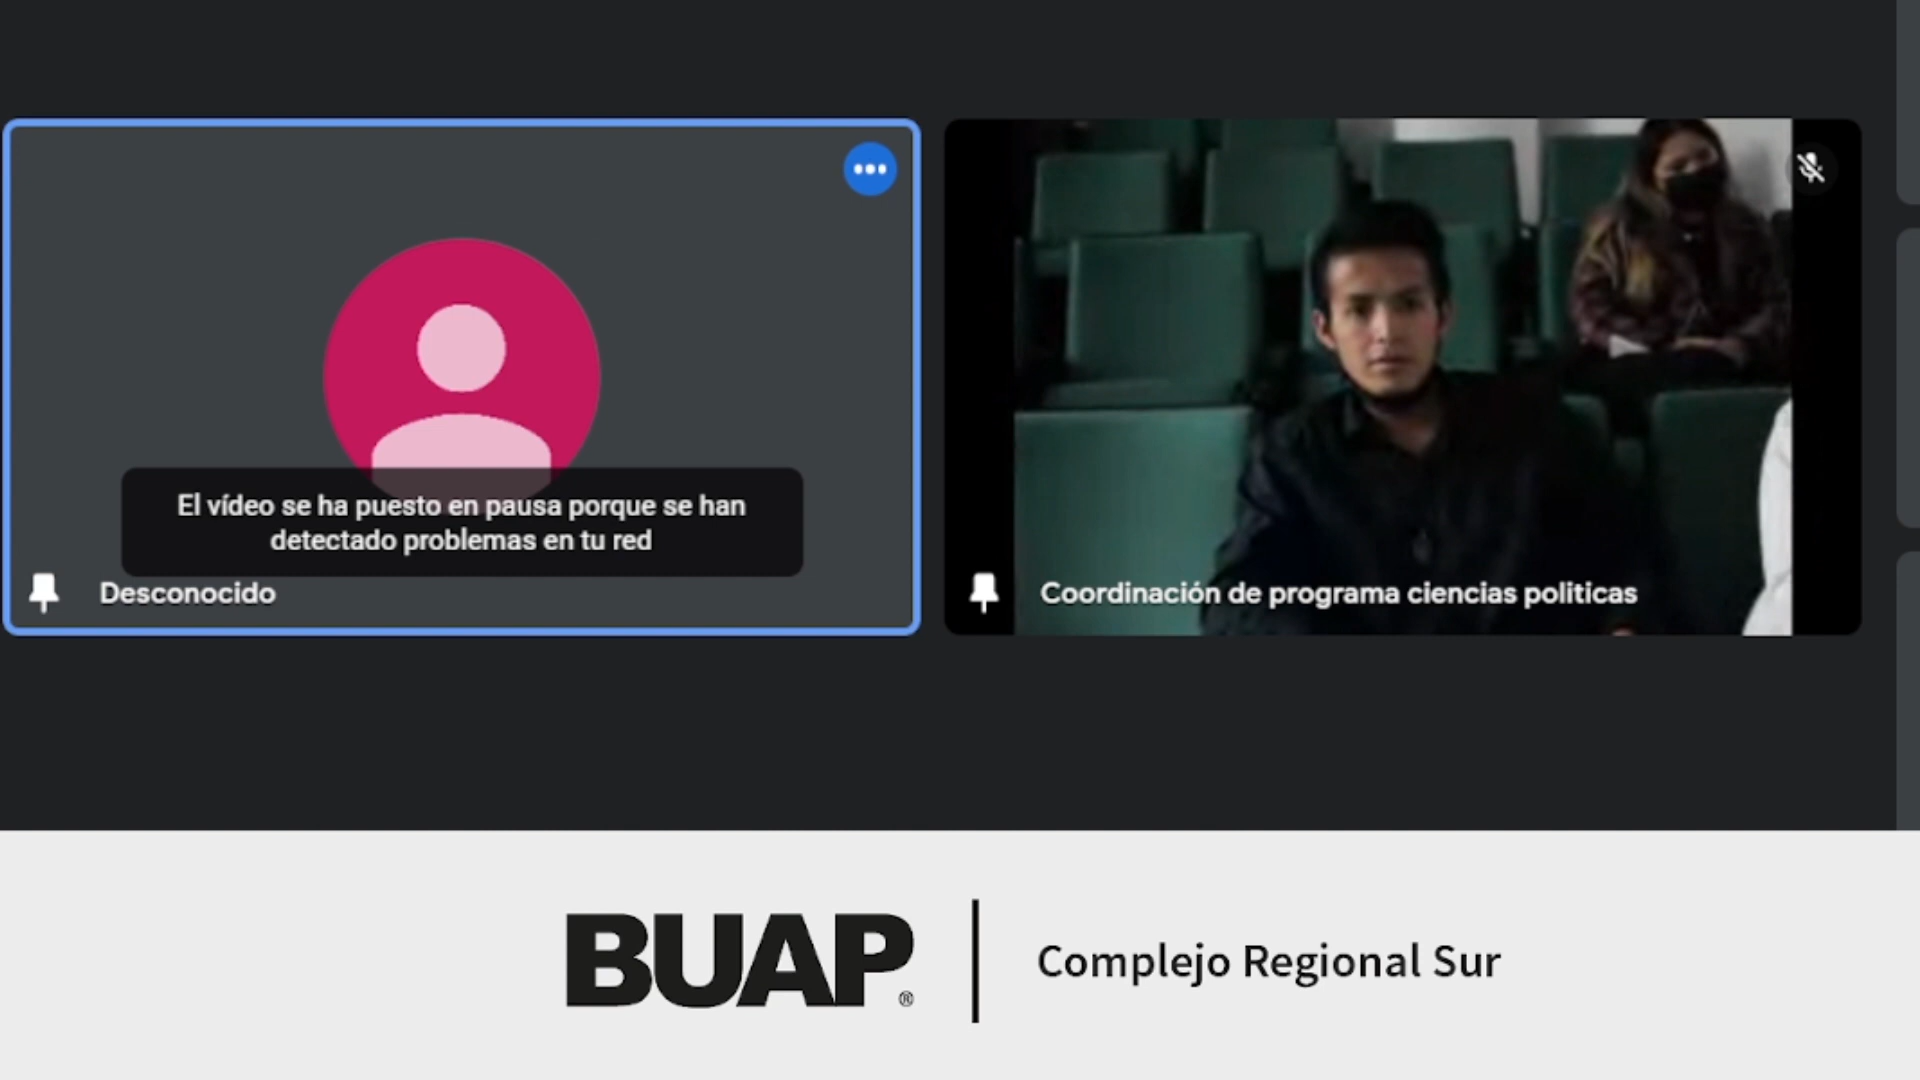 El vídeo se ha puesto en pausa porque se han
detectado problemas en tu red
Desconocido
Coordinación de programa ciencias politicas
BUAP®
Complejo Regional Sur